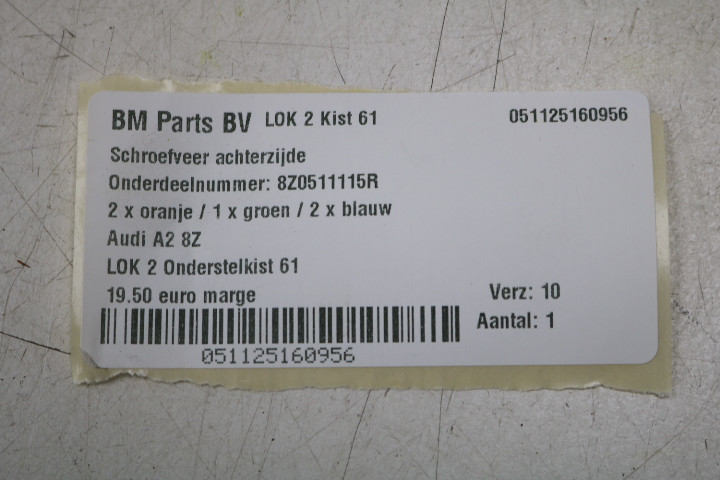 BM Parts BV LOK 2 Kist 61 051125160956
Schroefveer achterzijde
Onderdeelnummer: 8Z0511115R
2 x oranje / 1 x groen / 2 x blauw
Audi A2 8Z
LOK 2 Onderstelkist 61
19.50 euro marge Verz: 10
Aantal: 1
051125160956